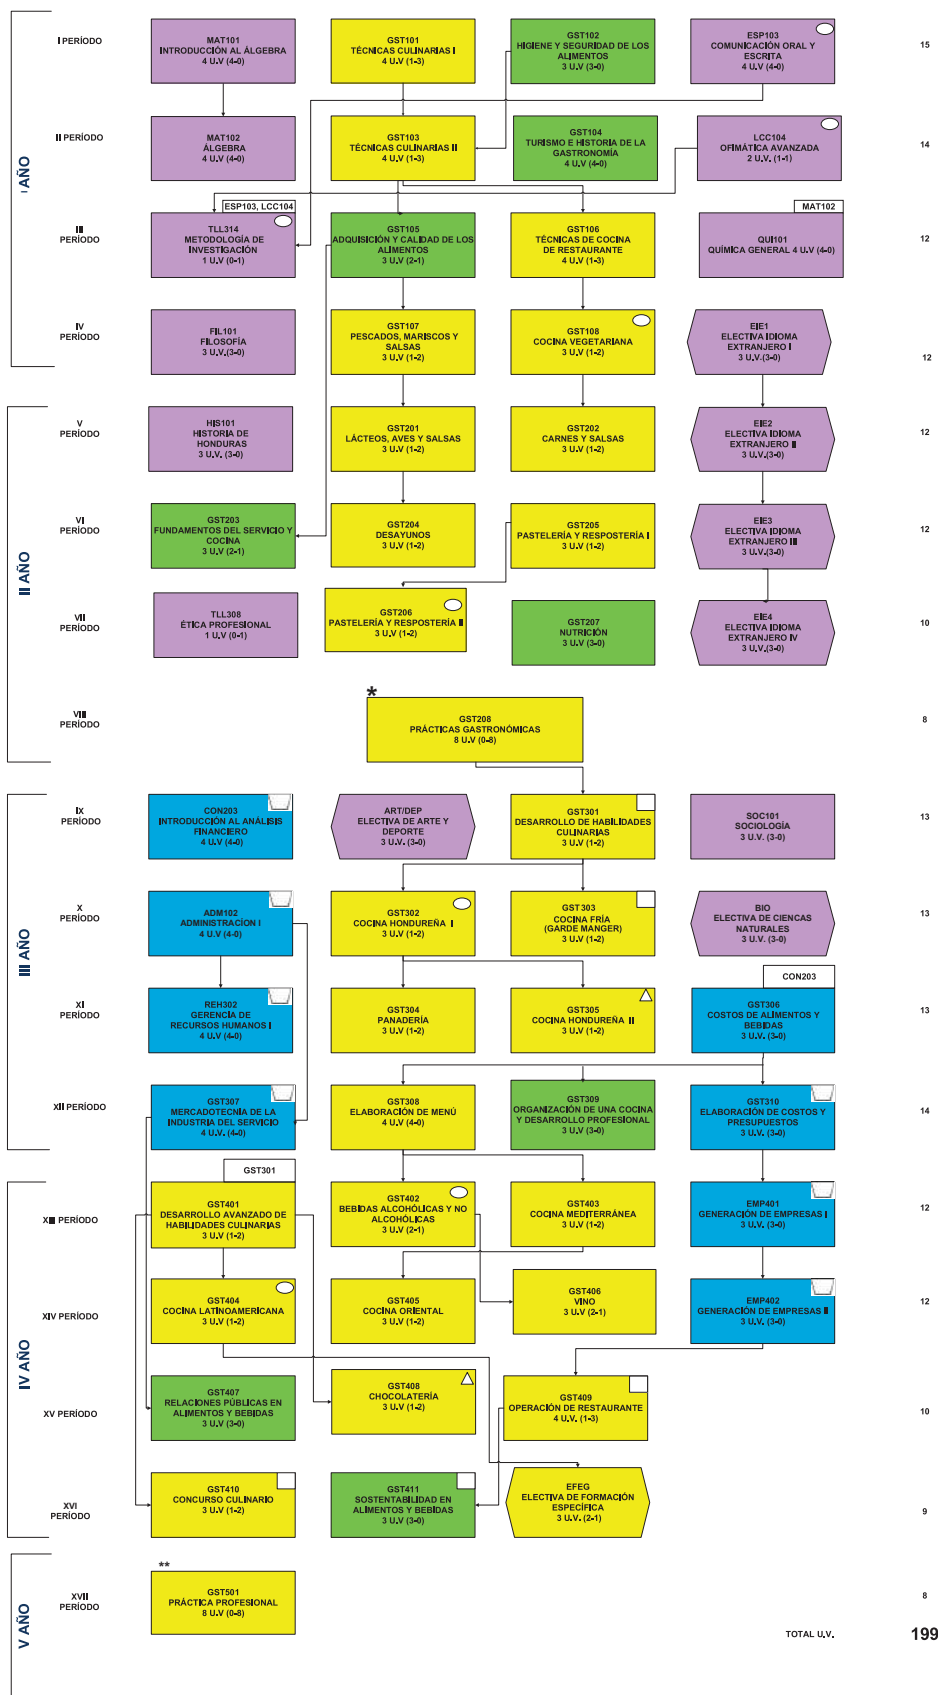 I AÑO
I PERÍODO
MAT101
INTRODUCCIÓN AL ÁLGEBRA
4 U.V (4-0)
GST101
TÉCNICAS CULINARIAS I
4 U.V (1-3)
GST102
HIGIENE Y SEGURIDAD DE LOS
ALIMENTOS
3 U.V (3-0)
ESP103
COMUNICACIÓN ORAL Y
ESCRITA
4 U.V (4-0)
15
II PERÍODO
MAT102
ÁLGEBRA
4 U.V (4-0)
GST103
TÉCNICAS CULINARIAS II
4 U.V (1-3)
GST104
TURISMO E HISTORIA DE LA
GASTRONOMÍA
4 U.V (4-0)
LCC104
OFIMÁTICA AVANZADA
2 U.V. (1-1)
14
III
PERÍODO
ESP103, LCC104
TLL314
METODOLOGÍA DE
INVESTIGACIÓN
1 U.V (0-1)
GST105
ADQUISICIÓN Y CALIDAD DE LOS
ALIMENTOS
3 U.V (2-1)
GST106
TÉCNICAS DE COCINA
DE RESTAURANTE
4 U.V (1-3)
MAT102
QUI101
QUÍMICA GENERAL 4 U.V (4-0)
12
IV
PERÍODO
FIL101
FILOSOFÍA
3 U.V.(3-0)
GST107
PESCADOS, MARISCOS Y
SALSAS
3 U.V (1-2)
GST108
COCINA VEGETARIANA
3 U.V (1-2)
EIE1
ELECTIVA IDIOMA
EXTRANJERO I
3 U.V.(3-0)
12
II AÑO
V
PERÍODO
HIS101
HISTORIA DE
HONDURAS
3 U.V. (3-0)
GST201
LÁCTEOS, AVES Y SALSAS
3 U.V (1-2)
GST202
CARNES Y SALSAS
3 U.V (1-2)
EIE2
ELECTIVA IDIOMA
EXTRANJERO II
3 U.V.(3-0)
12
VI
PERÍODO
GST203
FUNDAMENTOS DEL SERVICIO Y
COCINA
3 U.V (2-1)
GST204
DESAYUNOS
3 U.V (1-2)
GST205
PASTELERÍA Y RESPOSTERÍA I
3 U.V (1-2)
EIE3
ELECTIVA IDIOMA
EXTRANJERO III
3 U.V.(3-0)
12
VII
PERÍODO
TLL308
ÉTICA PROFESIONAL
1 U.V (0-1)
GST206
PASTELERÍA Y RESPOSTERÍA II
3 U.V (1-2)
GST207
NUTRICIÓN
3 U.V (3-0)
EIE4
ELECTIVA IDIOMA
EXTRANJERO IV
3 U.V.(3-0)
10
VIII
PERÍODO
*
GST208
PRÁCTICAS GASTRONÓMICAS
8 U.V (0-8)
8
III AÑO
IX
PERÍODO
CON203
INTRODUCCIÓN AL ANÁLISIS
FINANCIERO
4 U.V (4-0)
ART/DEP
ELECTIVA DE ARTE Y
DEPORTE
3 U.V. (3-0)
GST301
DESARROLLO DE HABILIDADES
CULINARIAS
3 U.V (1-2)
SOC101
SOCIOLOGÍA
3 U.V. (3-0)
13
X
PERÍODO
ADM102
ADMINISTRACÍON I
4 U.V (4-0)
GST302
COCINA HONDUREÑA I
3 U.V (1-2)
GST303
COCINA FRÍA
(GARDE MANGER)
3 U.V (1-2)
BIO
ELECTIVA DE CIENCAS
NATURALES
3 U.V. (3-0)
13
XI
PERÍODO
REH302
GERENCIA DE
RECURSOS HUMANOS I
4 U.V (4-0)
GST304
PANADERÍA
3 U.V (1-2)
GST305
COCINA HONDUREÑA II
3 U.V (1-2)
CON203
GST306
COSTOS DE ALIMENTOS Y
BEBIDAS
3 U.V. (3-0)
13
XII PERÍODO
GST307
MERCADOTECNÍA DE LA
INDUSTRIA DEL SERVICIO
4 U.V. (4-0)
GST308
ELABORACIÓN DE MENÚ
4 U.V (4-0)
GST309
ORGANIZACIÓN DE UNA COCINA
Y DESARROLLO PROFESIONAL
3 U.V (3-0)
GST310
ELABORACIÓN DE COSTOS Y
PRESUPUESTOS
3 U.V. (3-0)
14
IV AÑO
XIII PERÍODO
GST301
GST401
DESARROLLO AVANZADO DE
HABILIDADES CULINARIAS
3 U.V (1-2)
GST402
BEBIDAS ALCOHÓLICAS Y NO
ALCOHÓLICAS
3 U.V (2-1)
GST403
COCINA MEDITERRÁNEA
3 U.V (1-2)
EMP401
GENERACIÓN DE EMPRESAS I
3 U.V. (3-0)
12
XIV PERÍODO
GST404
COCINA LATINOAMERICANA
3 U.V (1-2)
GST405
COCINA ORIENTAL
3 U.V (1-2)
GST406
VINO
3 U.V (2-1)
EMP402
GENERACIÓN DE EMPRESAS II
3 U.V. (3-0)
12
XV PERÍODO
GST407
RELACIONES PÚBLICAS EN
ALIMENTOS Y BEBIDAS
3 U.V (3-0)
GST408
CHOCOLATERÍA
3 U.V (1-2)
GST409
OPERACIÓN DE RESTAURANTE
4 U.V. (1-3)
10
XVI
PERÍODO
GST410
CONCURSO CULINARIO
3 U.V (1-2)
GST411
SOSTENTABILIDAD EN
ALIMENTOS Y BEBIDAS
3 U.V (3-0)
EFEG
ELECTIVA DE FORMACIÓN
ESPECÍFICA
3 U.V. (2-1)
9
V AÑO
XVII
PERÍODO
**
GST501
PRÁCTICA PROFESIONAL
8 U.V (0-8)
8
TOTAL U.V.
199